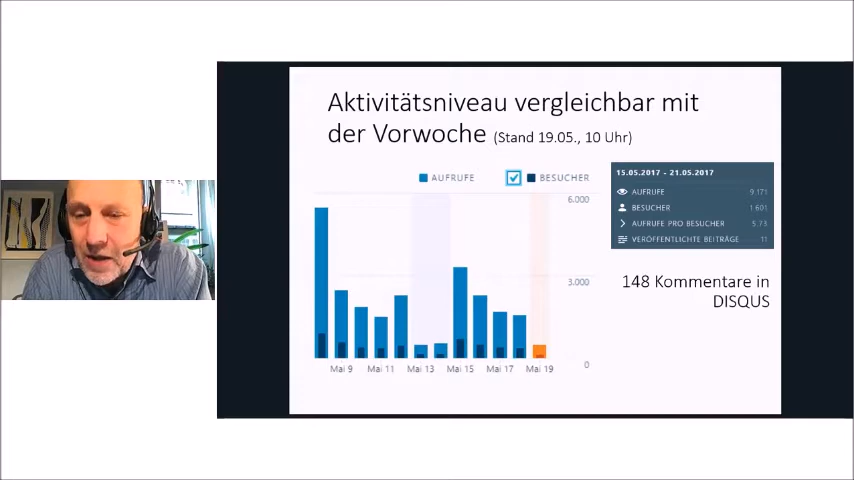 Aktivitätsniveau vergleichbar mit
der Vorwoche (Stand 19.05., 10 Uhr)
AUFRUFE
BESUCHER
6.000
3.000
0
Mai 9
Mai 11
Mai 13
Mai 15
Mai 17
Mai 19
15.05.2017 - 21.05.2017
AUFRUFE 9 171
BESUCHER 1 601
AUFRUFE PRO BESUCHER 5.73
VERÖFFENTLICHTE BEITRÄGE 11
148 Kommentare in
DISQUS